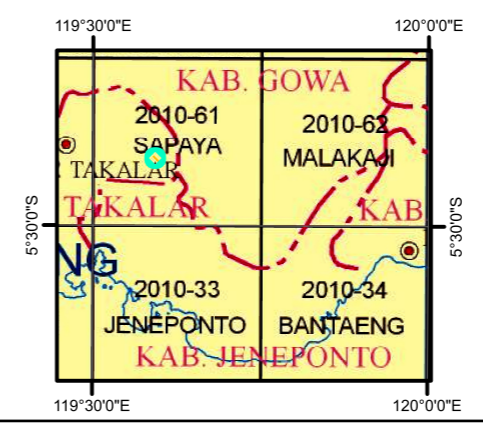 119°30'0"E 120°0'0"E
KAB. GOWA
2010-61 2010-62
SAPAYA MALAKAJI
TAKALAR
TAKALAR KAB
5°30'0"S 5°30'0"S
NG
2010-33 2010-34
JENEPONTO BANTAENG
KAB. JENEPONTO
119°30'0"E 120°0'0"E